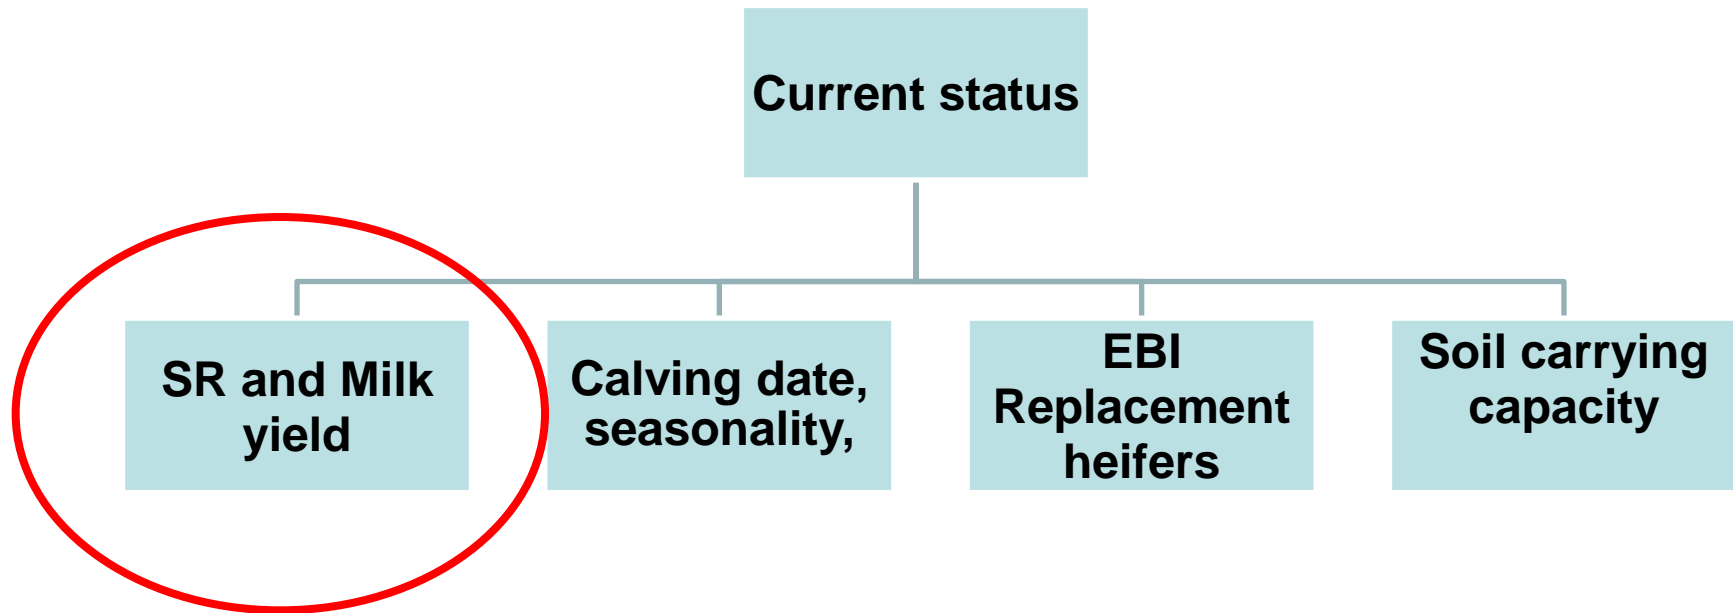 Current status
SR and Milk
yield
Calving date,
seasonality,
EBI
Replacement
heifers
Soil carrying
capacity